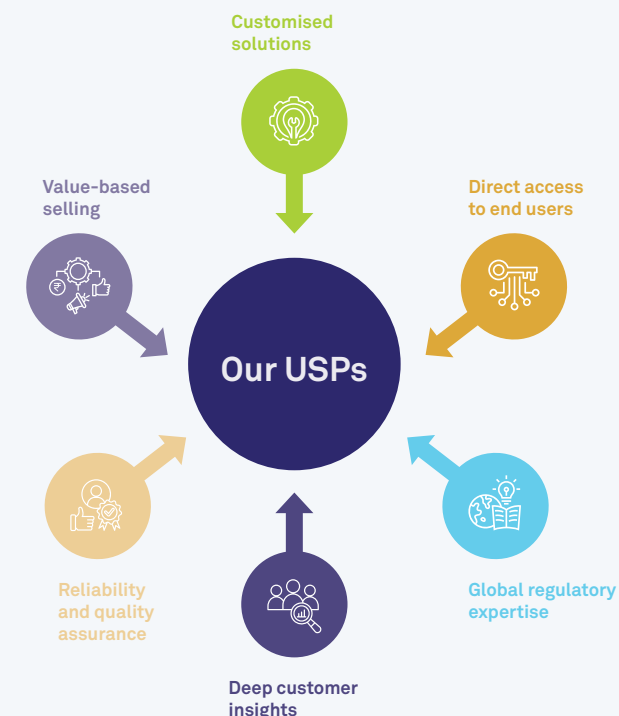 Customised
solutions
Value-based
selling
Direct access
to end users
₹
Our USPs
Reliability
and quality
assurance
Global regulatory
expertise
Deep customer
insights